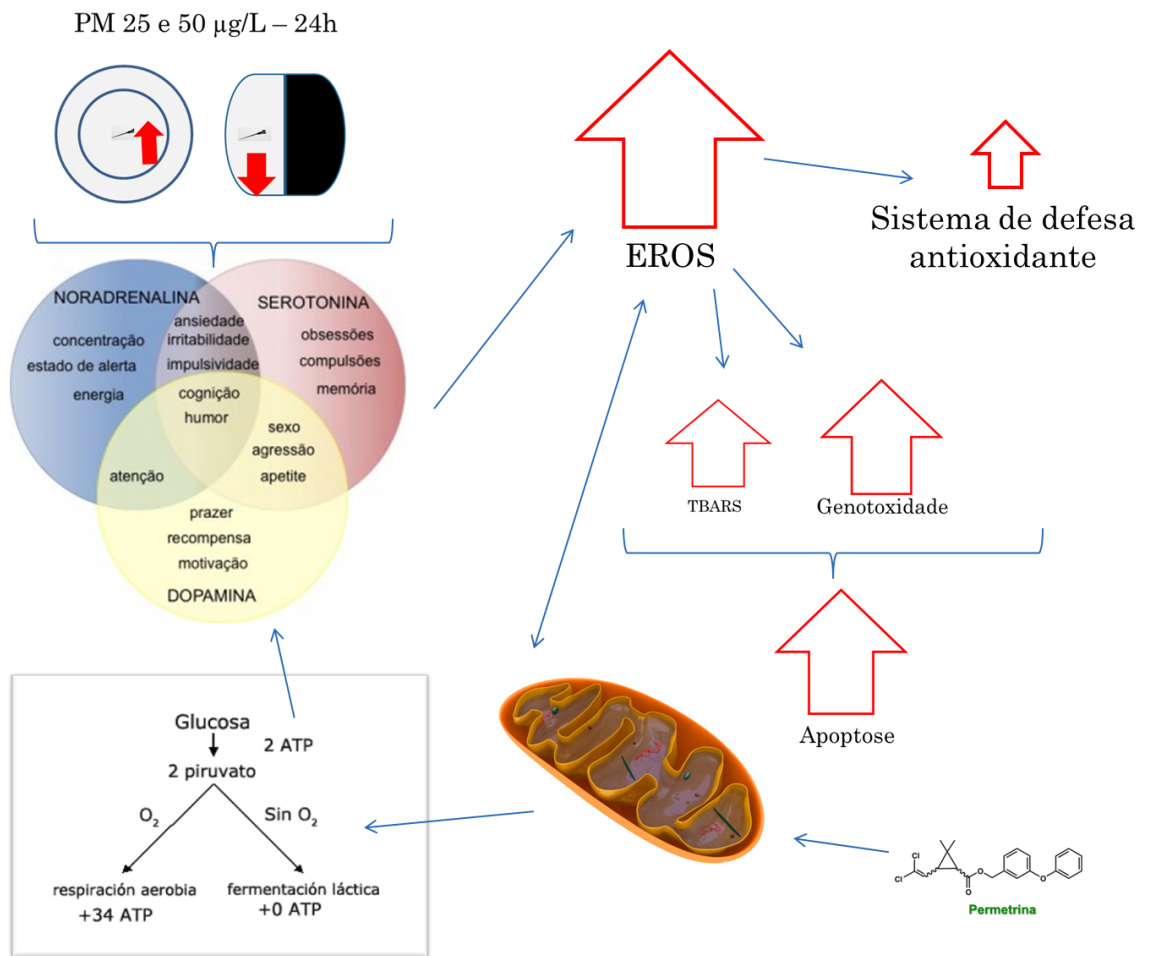 PM 25 e 50 µg/L – 24h
EROS
Sistema de defesa
antioxidante
NORADRENALINA
SEROTONINA
ansiedade
irritabilidade
impulsividade
concentração
estado de alerta
energia
obsessões
compulsões
memória
cognição
humor
sexo
agressão
apetite
atenção
prazer
recompensa
motivação
DOPAMINA
TBARS
Genotoxidade
Apoptose
Glucosa
2 ATP
2 piruvato
O2
Sin O2
respiración aerobia
+34 ATP
fermentación láctica
+0 ATP
Cl
Cl
O
O
O
Permetrina